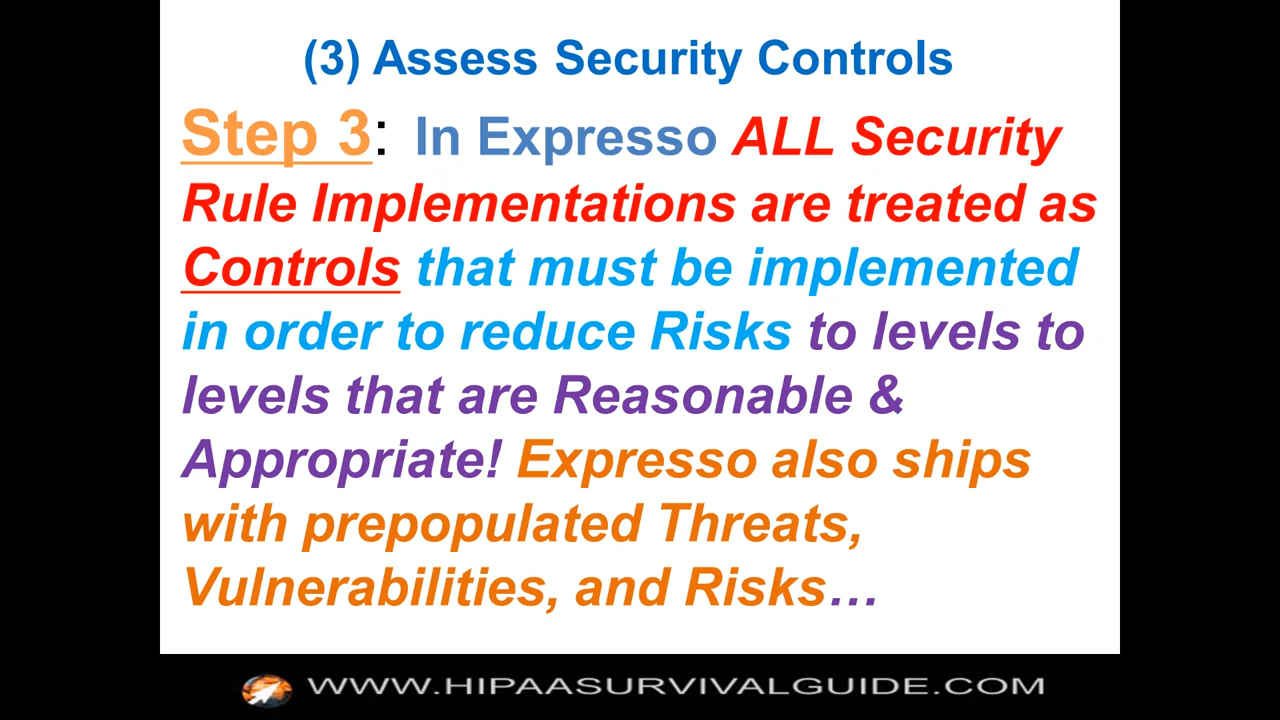 (3) Assess Security Controls
Step 3: In Expresso ALL Security
Rule Implementations are treated as
Controls that must be implemented
in order to reduce Risks to levels to
levels that are Reasonable &
Appropriate! Expresso also ships
with prepopulated Threats,
Vulnerabilities, and Risks…
WWW.HIPAASURVIVALGUIDE.COM